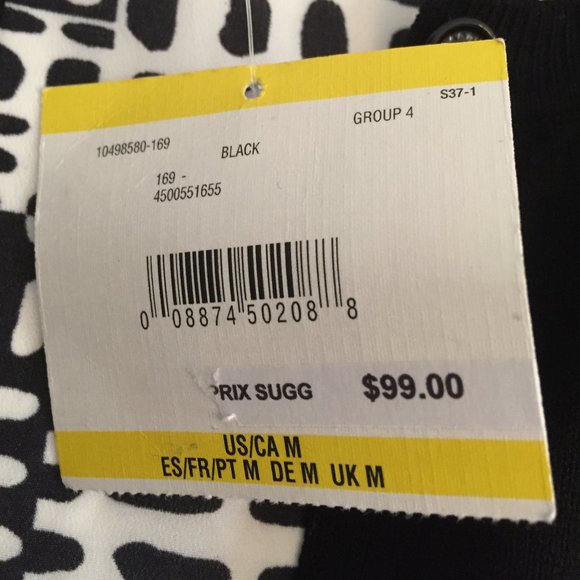 S37-1
GROUP 4
10498580-169 BLACK
169 -
4500551655
0 08874 50208 8
PRIX SUGG $99.00
US/CA M
ES/FR/PT M DE M UK M